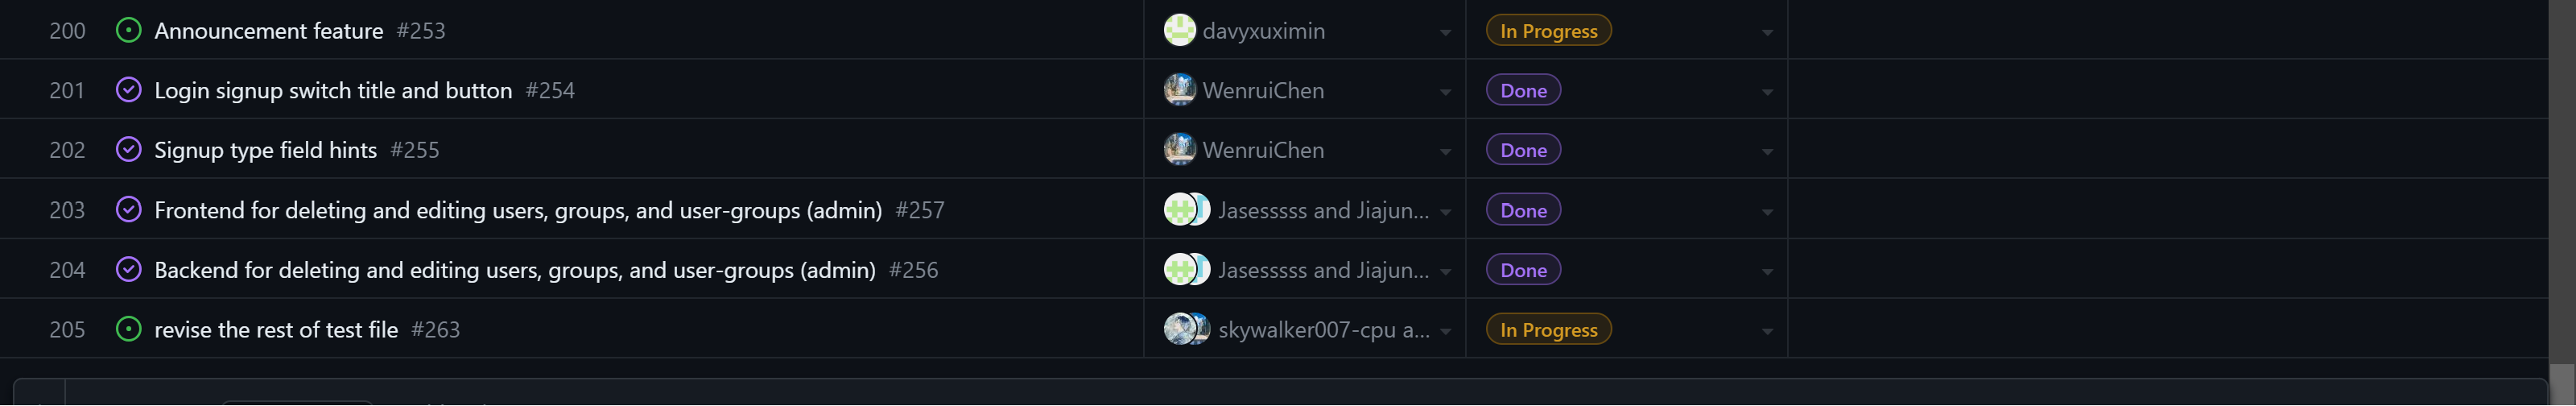 200 Announcement feature #253 davyxuximin In Progress
201 Login signup switch title and button #254 WenruiChen Done
202 Signup type field hints #255 WenruiChen Done
203 Frontend for deleting and editing users, groups, and user-groups (admin) #257 Jasesssss and Jiajun... Done
204 Backend for deleting and editing users, groups, and user-groups (admin) #256 Jasesssss and Jiajun... Done
205 revise the rest of test file #263 skywalker007-cpu a... In Progress